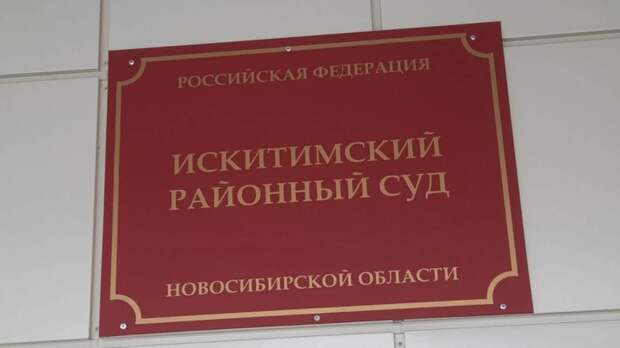 РОССИЙСКАЯ ФЕДЕРАЦИЯ
ИСКИТИМСКИЙ
РАЙОННЫЙ СУД
НОВОСИБИРСКОЙ ОБЛАСТИ